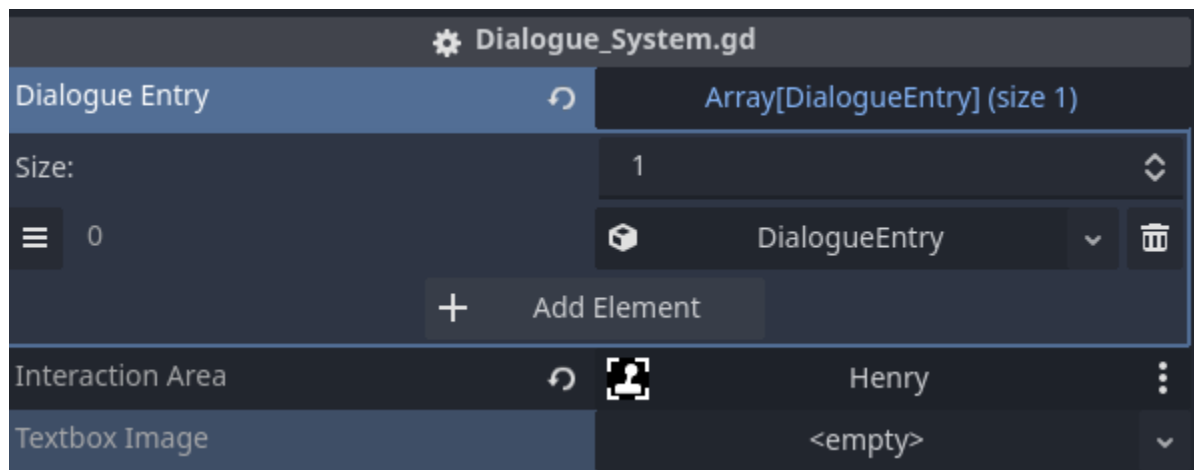 Dialogue_System.gd
Dialogue Entry Array[DialogueEntry] (size 1)
Size: 1
0 DialogueEntry
Add Element
Interaction Area Henry
Textbox Image <empty>